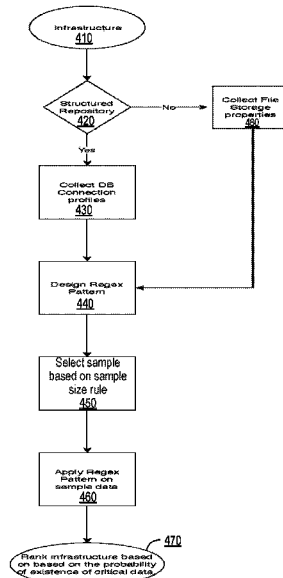 Infrastructure
410
Structured
Repository
420
No
Collect File
Storage
properties
480
Yes
Collect DB
Connection
profiles
430
Design Regex
Pattern
440
Select sample
based on sample
size rule
450
Apply Regex
Pattern on
sample data
460
470
Rank infrastructure based
on based on the probability
of existence of critical data